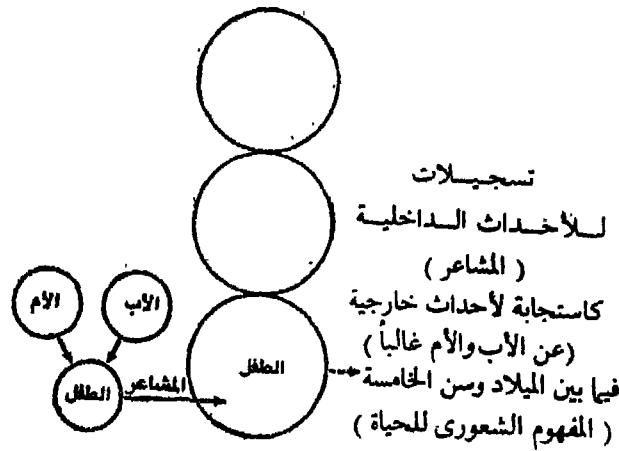 تسجيلات
للأحداث الداخلية
( المشاعر )
كاستجابة لأحداث خارجية
(عن الأب والأم غالباً )
فيما بين الميلاد وسن الخامسة
( المفهوم الشعورى للحياة )
الأم
الأب
الطفل
المشاعر
الطفل